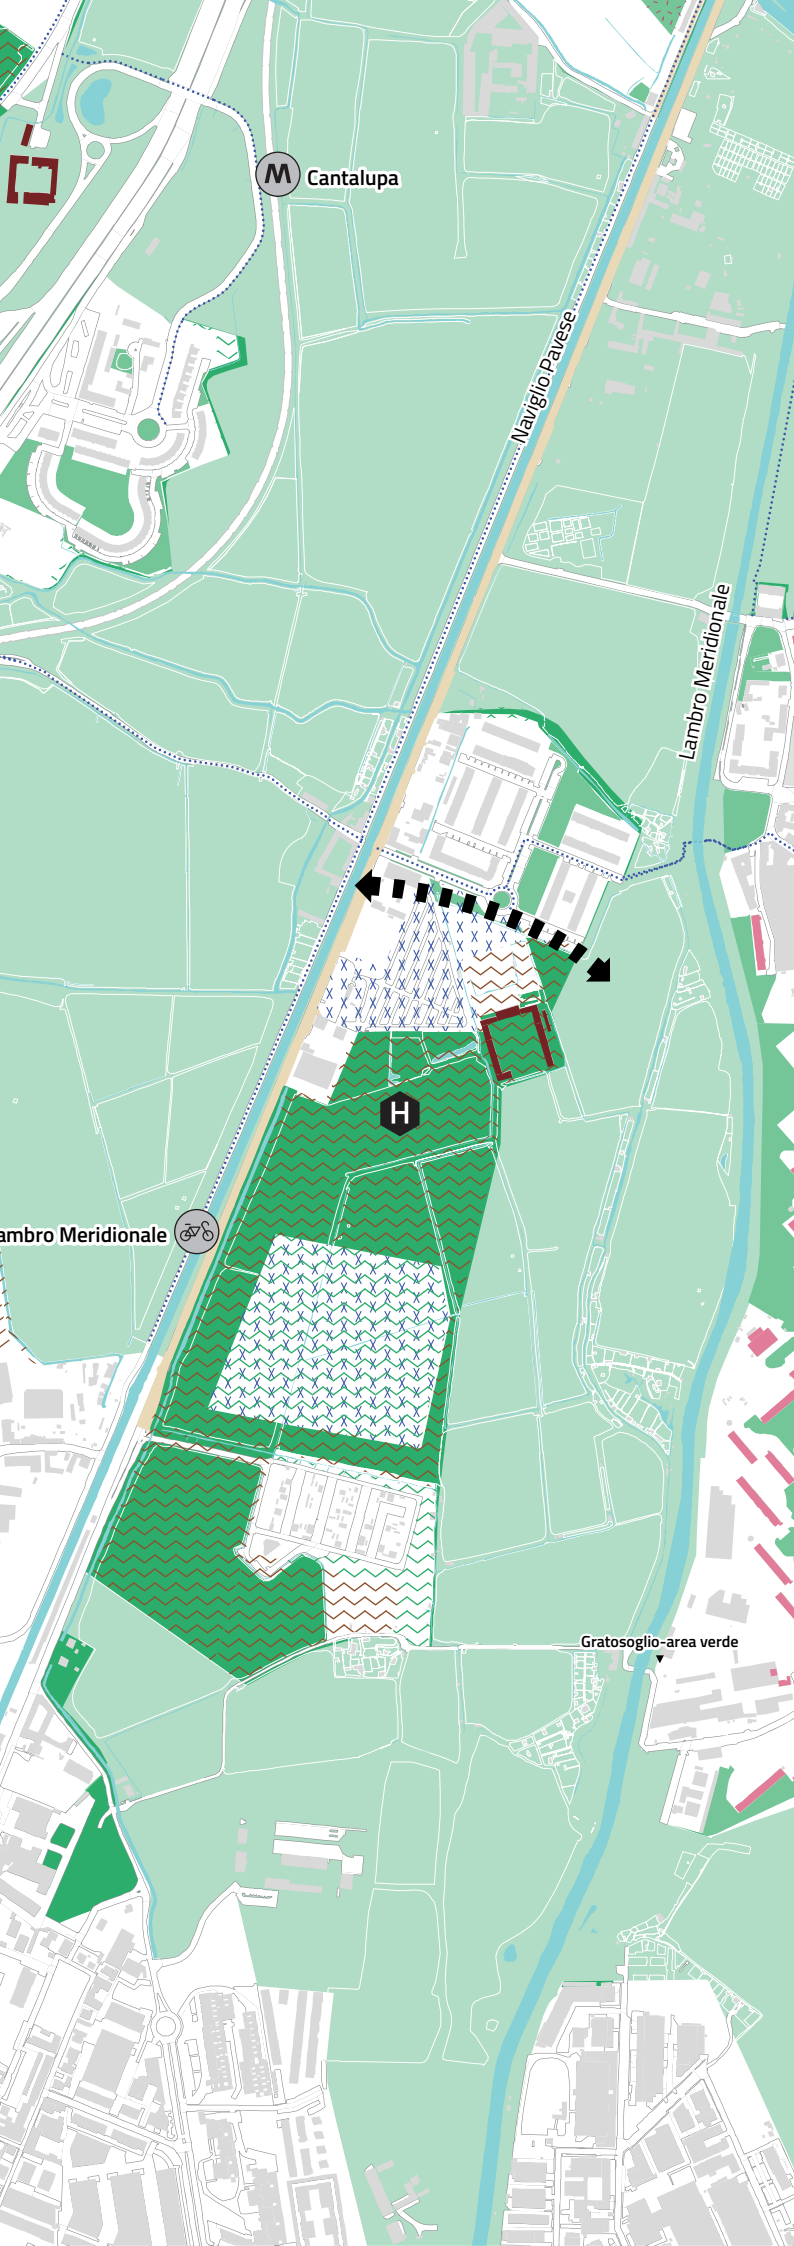 M
Cantalupa
Naviglio Pavese
Lambro Meridionale
H
ambro Meridionale
Gratosoglio-area verde